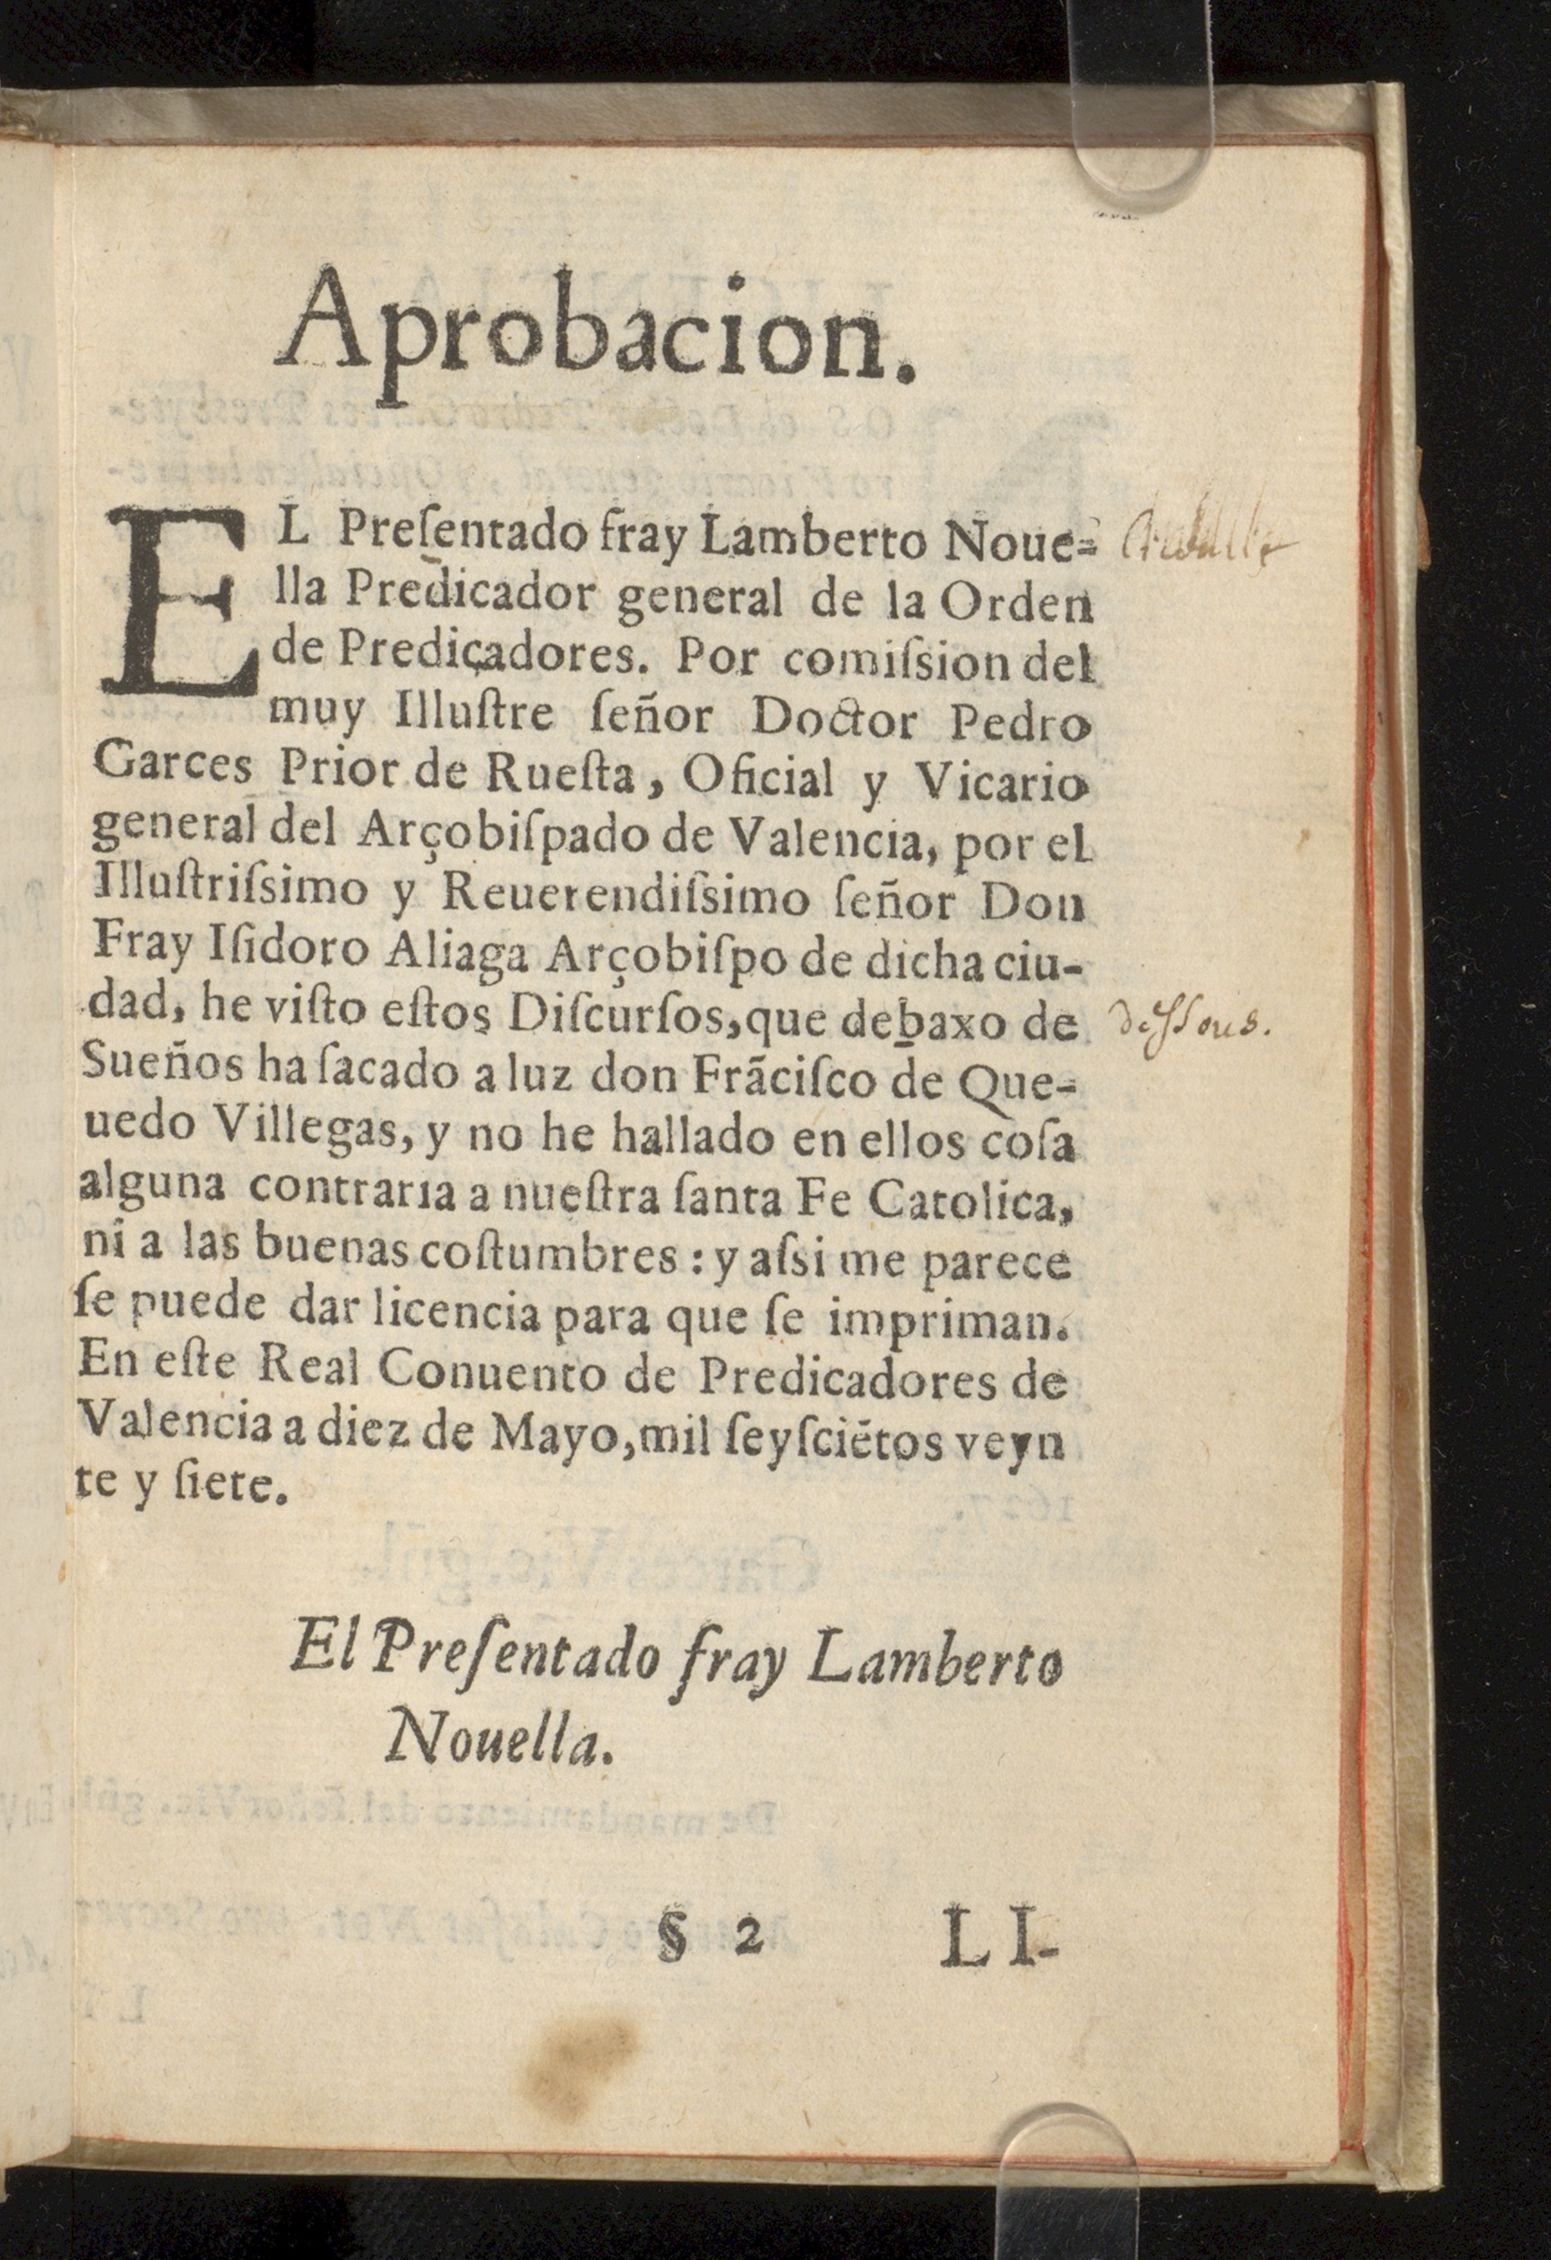 Aprobacion.
EL Preſentado fray Lamberto Noue-
lla Predicador general de la Orden
de Predicadores. Por comiſsion del
muy Illuſtre ſeñor Doctor Pedro
Garces Prior de Rueſta, Oficial y Vicario
general del Arçobiſpado de Valencia, por el
Illuſtriſsimo y Reuerendiſsimo ſeñor Don
Fray Iſidoro Aliaga Arçobiſpo de dicha ciu-
dad, he viſto eſtos Diſcurſos, que debaxo de
deſſous.
Sueños ha ſacado a luz don Frãciſco de Que-
uedo Villegas, y no he hallado en ellos coſa
alguna contraria a nueſtra ſanta Fe Catolica,
ni a las buenas coſtumbres: y aſsi me parece
ſe puede dar licencia para que ſe impriman.
En eſte Real Conuento de Predicadores de
Valencia a diez de Mayo, mil ſeyſciẽtos veyn
te y ſiete.
El Preſentado fray Lamberto
Nouella.
§ 2
LI-